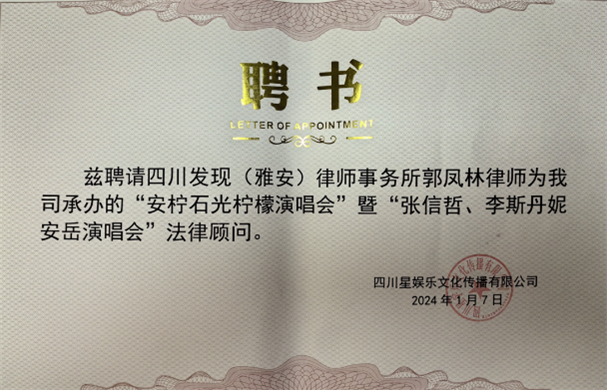 聘书
LETTER OF APPOINTMENT
兹聘请四川发现（雅安）律师事务所郭凤林律师为我
司承办的“安柠石光柠檬演唱会”暨“张信哲、李斯丹妮
安岳演唱会”法律顾问。
四川星娱乐文化传播有限公司
2024年1月7日